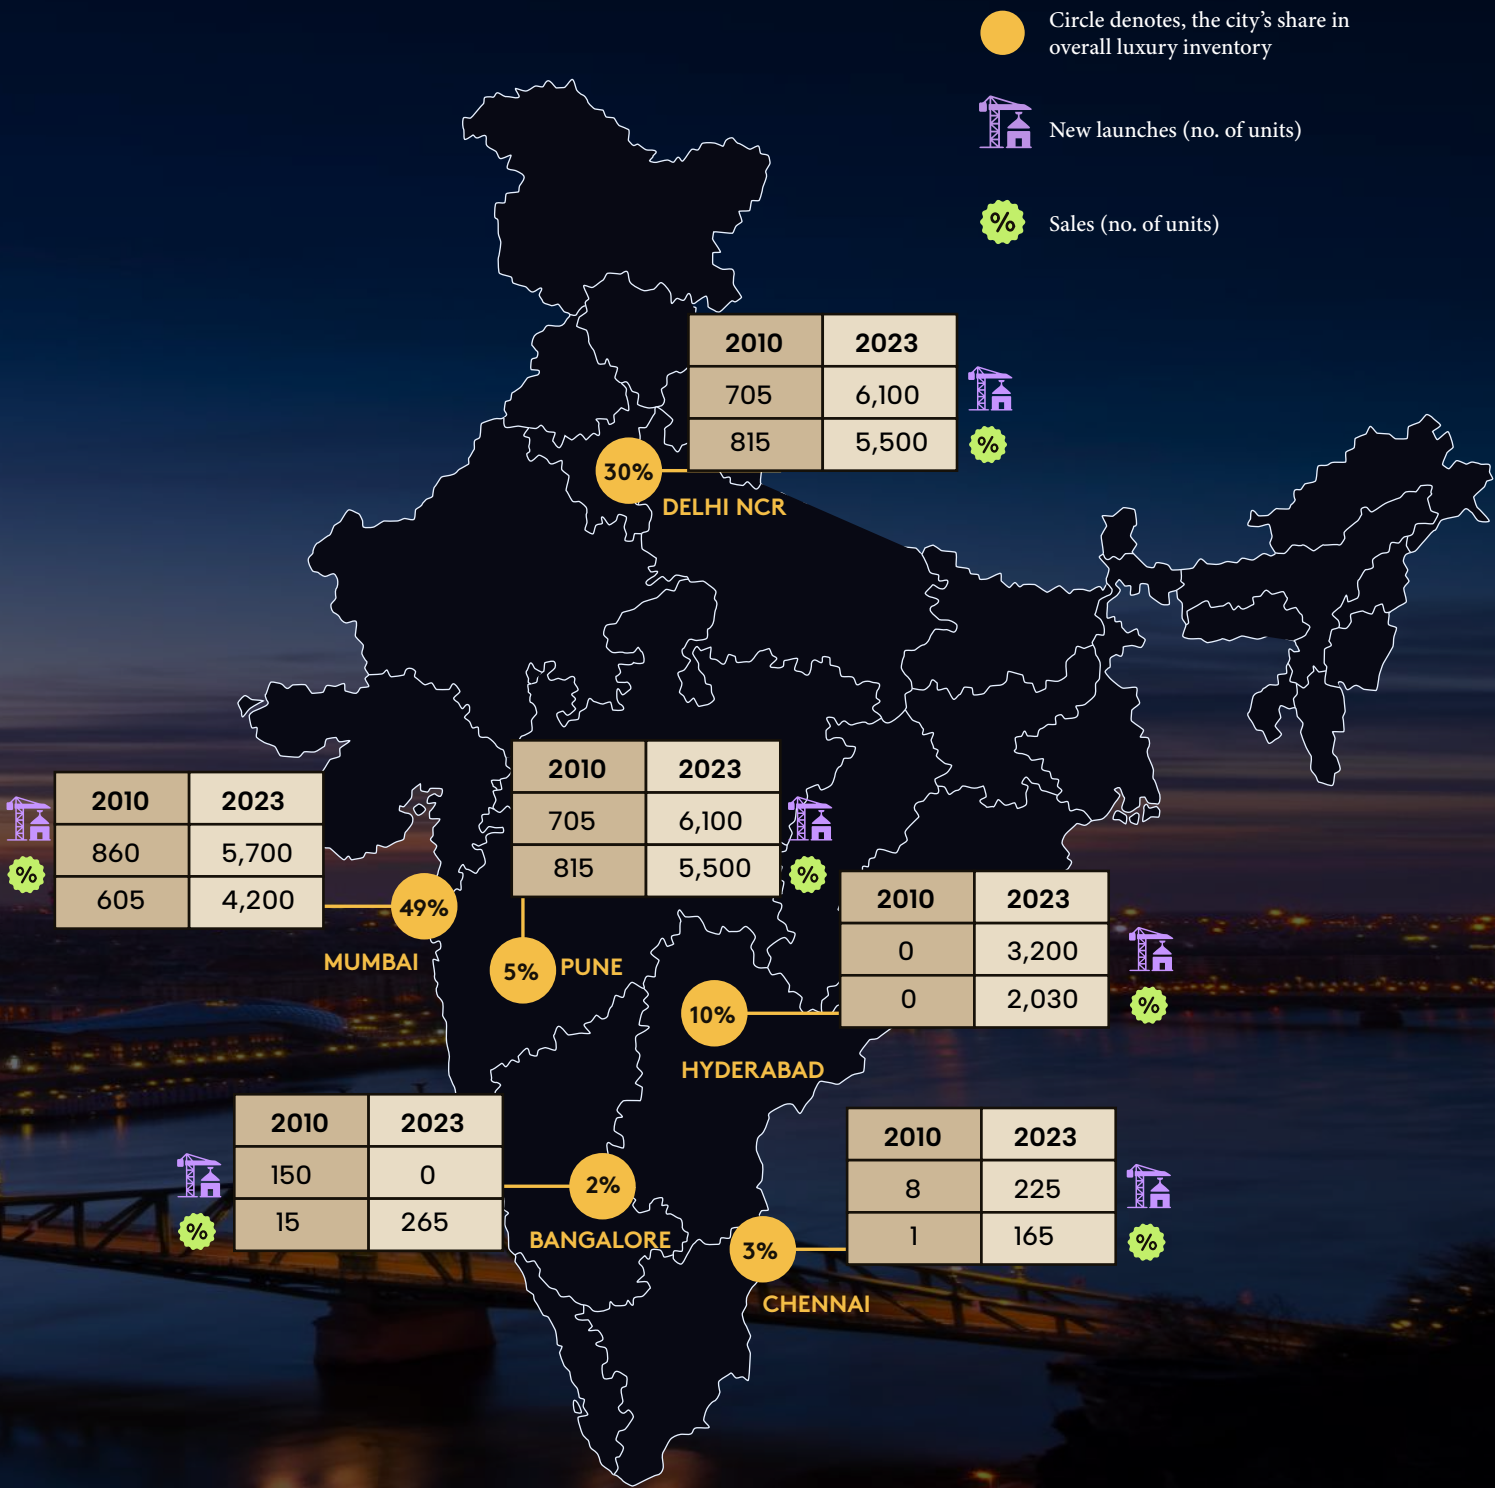 Circle denotes, the city’s share in
overall luxury inventory
New launches (no. of units)
%
Sales (no. of units)
2010 2023
705 6,100
815 5,500 %
30%
DELHI NCR
2010 2023
860 5,700
% 605 4,200
49%
MUMBAI
2010 2023
705 6,100
815 5,500 %
5% PUNE
2010 2023
0 3,200
0 2,030 %
10%
HYDERABAD
2010 2023
150 0
% 15 265
2%
BANGALORE
2010 2023
8 225
1 165 %
3%
CHENNAI